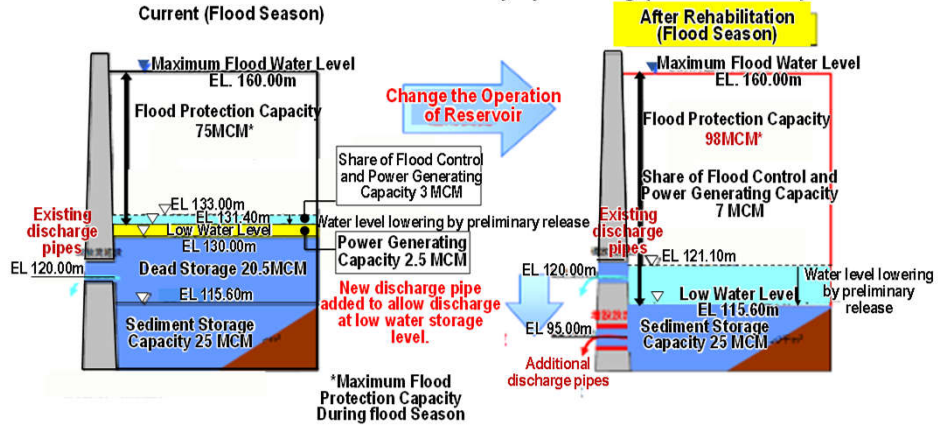 Current (Flood Season)
Maximum Flood Water Level
EL. 160.00m
Flood Protection Capacity
75MCM*
Share of Flood Control
and Power Generating
Capacity 3 MCM
EL 133.00m
EL 131.40m
Water level lowering by preliminary release
Existing
discharge
pipes
Low Water Level
EL 130.00m
Power Generating
Capacity 2.5 MCM
EL 120.00m
Dead Storage 20.5MCM
EL 115.60m
Sediment Storage
Capacity 25 MCM
New discharge pipe
added to allow discharge
at low water storage
level.
*Maximum Flood
Protection Capacity
During flood Season
Change the Operation
of Reservoir
After Rehabilitation
(Flood Season)
Maximum Flood Water Level
EL. 160.00m
Flood Protection Capacity
98MCM*
Share of Flood Control and
Power Generating Capacity
7 MCM
Existing
discharge
pipes
EL 121.10m
EL 120.00m
Water level lowering
by preliminary
release
Low Water Level
EL 115.60m
EL 95.00m
Sediment Storage
Capacity 25 MCM
Additional
discharge pipes